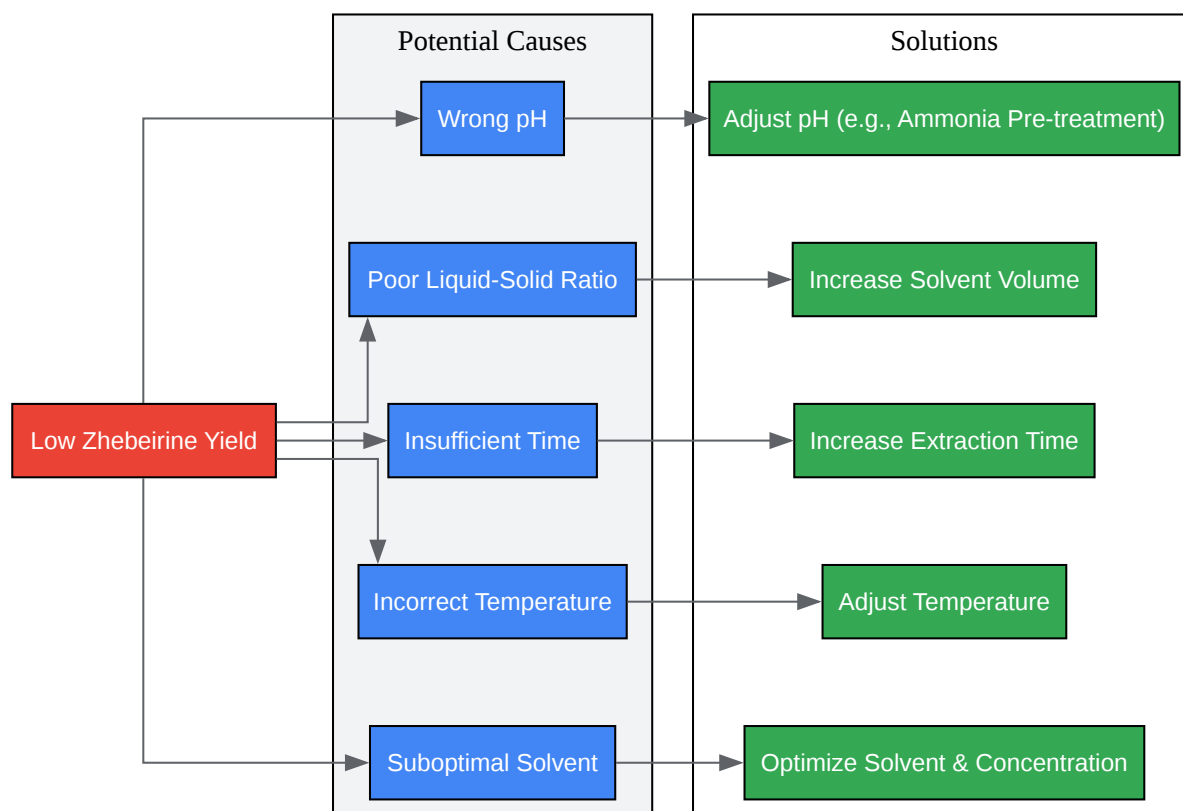 Potential Causes
Solutions
Wrong pH
Adjust pH (e.g., Ammonia Pre-treatment)
Poor Liquid-Solid Ratio
Increase Solvent Volume
Low Zhebeirine Yield
Insufficient Time
Increase Extraction Time
Incorrect Temperature
Adjust Temperature
Suboptimal Solvent
Optimize Solvent & Concentration